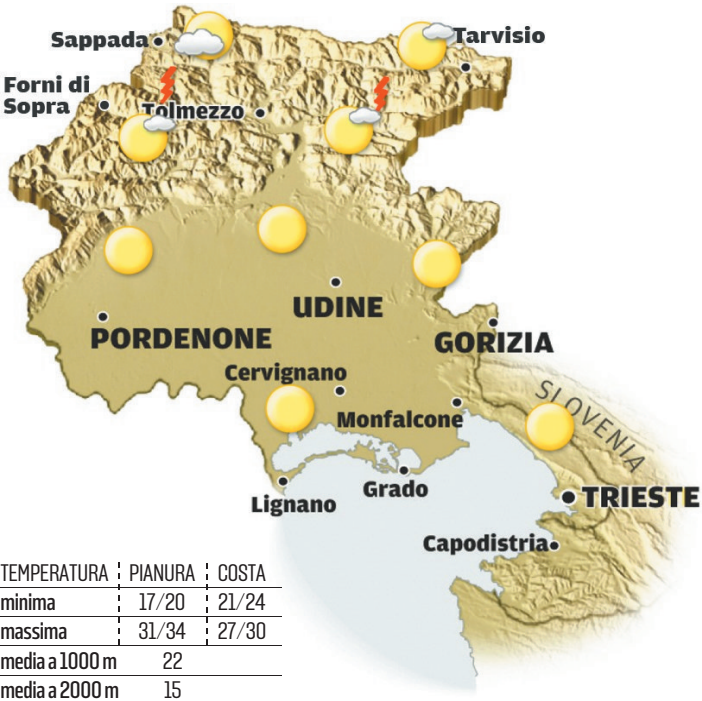 Sappada
Tarvisio
Forni di
Sopra
Tolmezzo
UDINE
PORDENONE
GORIZIA
Cervignano
SLOVENIA
Monfalcone
Grado
Lignano
TRIESTE
Capodistria
TEMPERATURA PIANURA COSTA
minima 17/20 21/24
massima 31/34 27/30
media a 1000 m 22
media a 2000 m 15